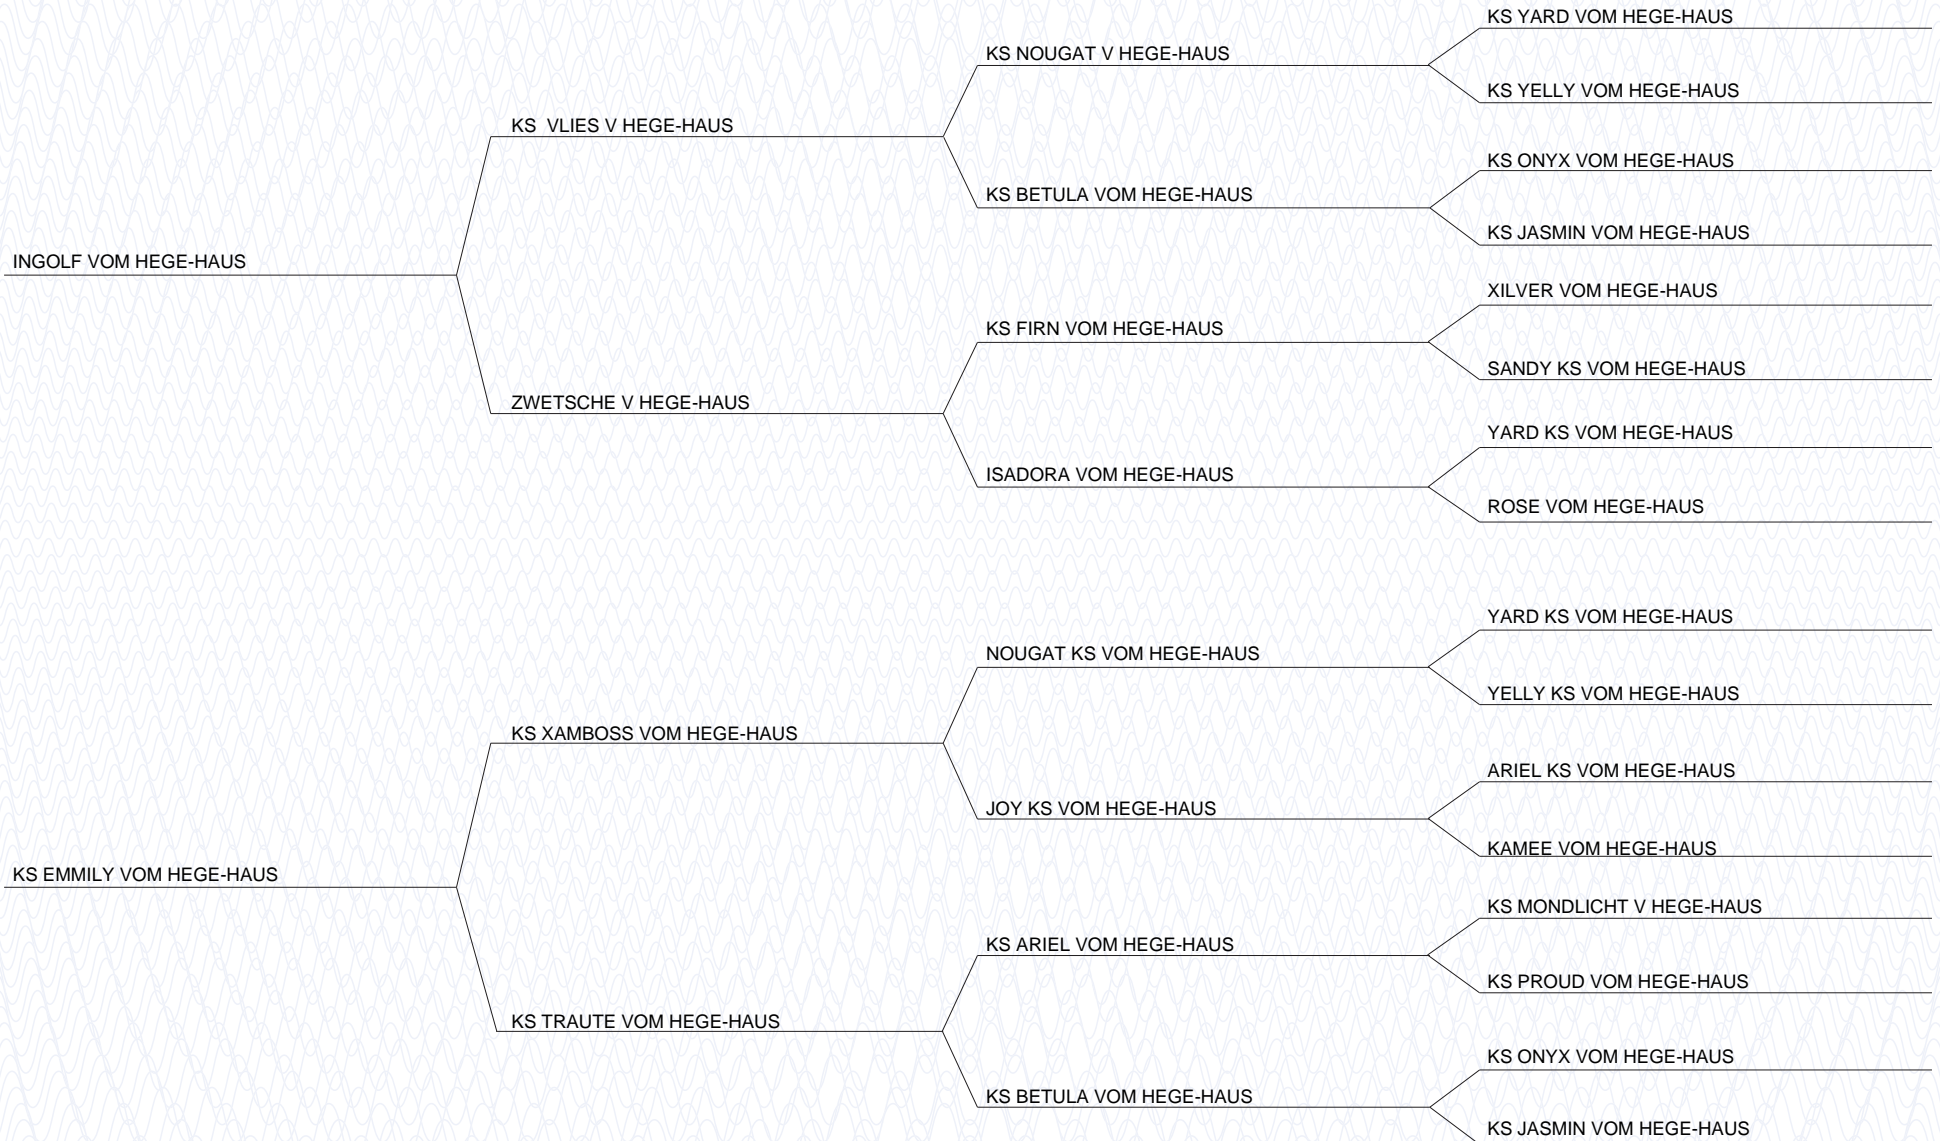 KS YARD VOM HEGE-HAUS
KS NOUGAT V HEGE-HAUS
KS YELLY VOM HEGE-HAUS
KS  VLIES V HEGE-HAUS
KS ONYX VOM HEGE-HAUS
KS BETULA VOM HEGE-HAUS
KS JASMIN VOM HEGE-HAUS
INGOLF VOM HEGE-HAUS
XILVER VOM HEGE-HAUS
KS FIRN VOM HEGE-HAUS
SANDY KS VOM HEGE-HAUS
ZWETSCHE V HEGE-HAUS
YARD KS VOM HEGE-HAUS
ISADORA VOM HEGE-HAUS
ROSE VOM HEGE-HAUS
YARD KS VOM HEGE-HAUS
NOUGAT KS VOM HEGE-HAUS
YELLY KS VOM HEGE-HAUS
KS XAMBOSS VOM HEGE-HAUS
ARIEL KS VOM HEGE-HAUS
JOY KS VOM HEGE-HAUS
KAMEE VOM HEGE-HAUS
KS EMMILY VOM HEGE-HAUS
KS MONDLICHT V HEGE-HAUS
KS ARIEL VOM HEGE-HAUS
KS PROUD VOM HEGE-HAUS
KS TRAUTE VOM HEGE-HAUS
KS ONYX VOM HEGE-HAUS
KS BETULA VOM HEGE-HAUS
KS JASMIN VOM HEGE-HAUS